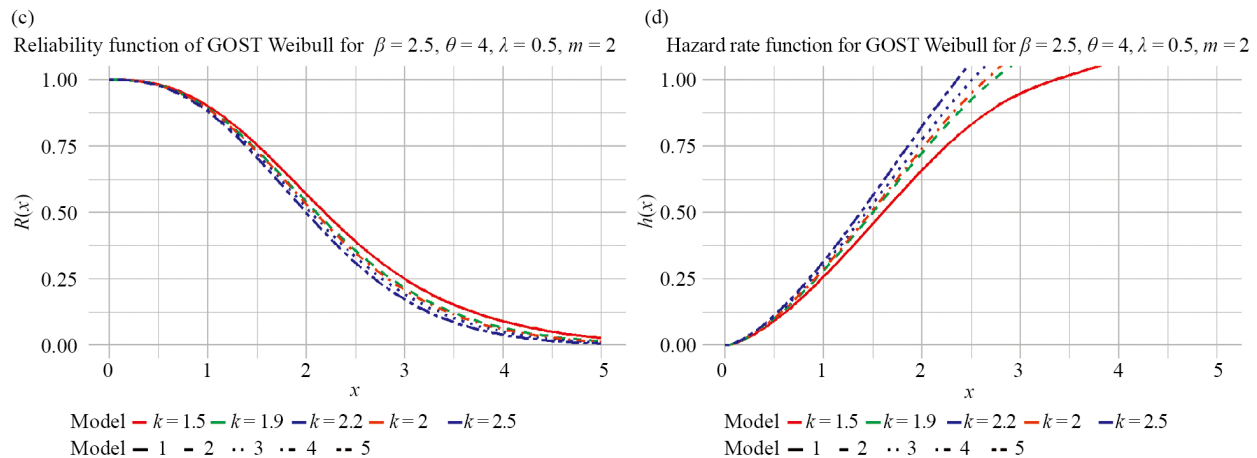 (c)
Reliability function of GOST Weibull for β = 2.5, θ = 4, λ = 0.5, m = 2
1.00
0.75
0.50
0.25
0.00
R(x)
0 1 2 3 4 5
x
Model k = 1.5 k = 1.9 k = 2.2 k = 2 k = 2.5
Model 1 2 3 4 5
(d)
Hazard rate function for GOST Weibull for β = 2.5, θ = 4, λ = 0.5, m = 2
1.00
0.75
0.50
0.25
0.00
h(x)
0 1 2 3 4 5
x
Model k = 1.5 k = 1.9 k = 2.2 k = 2 k = 2.5
Model 1 2 3 4 5